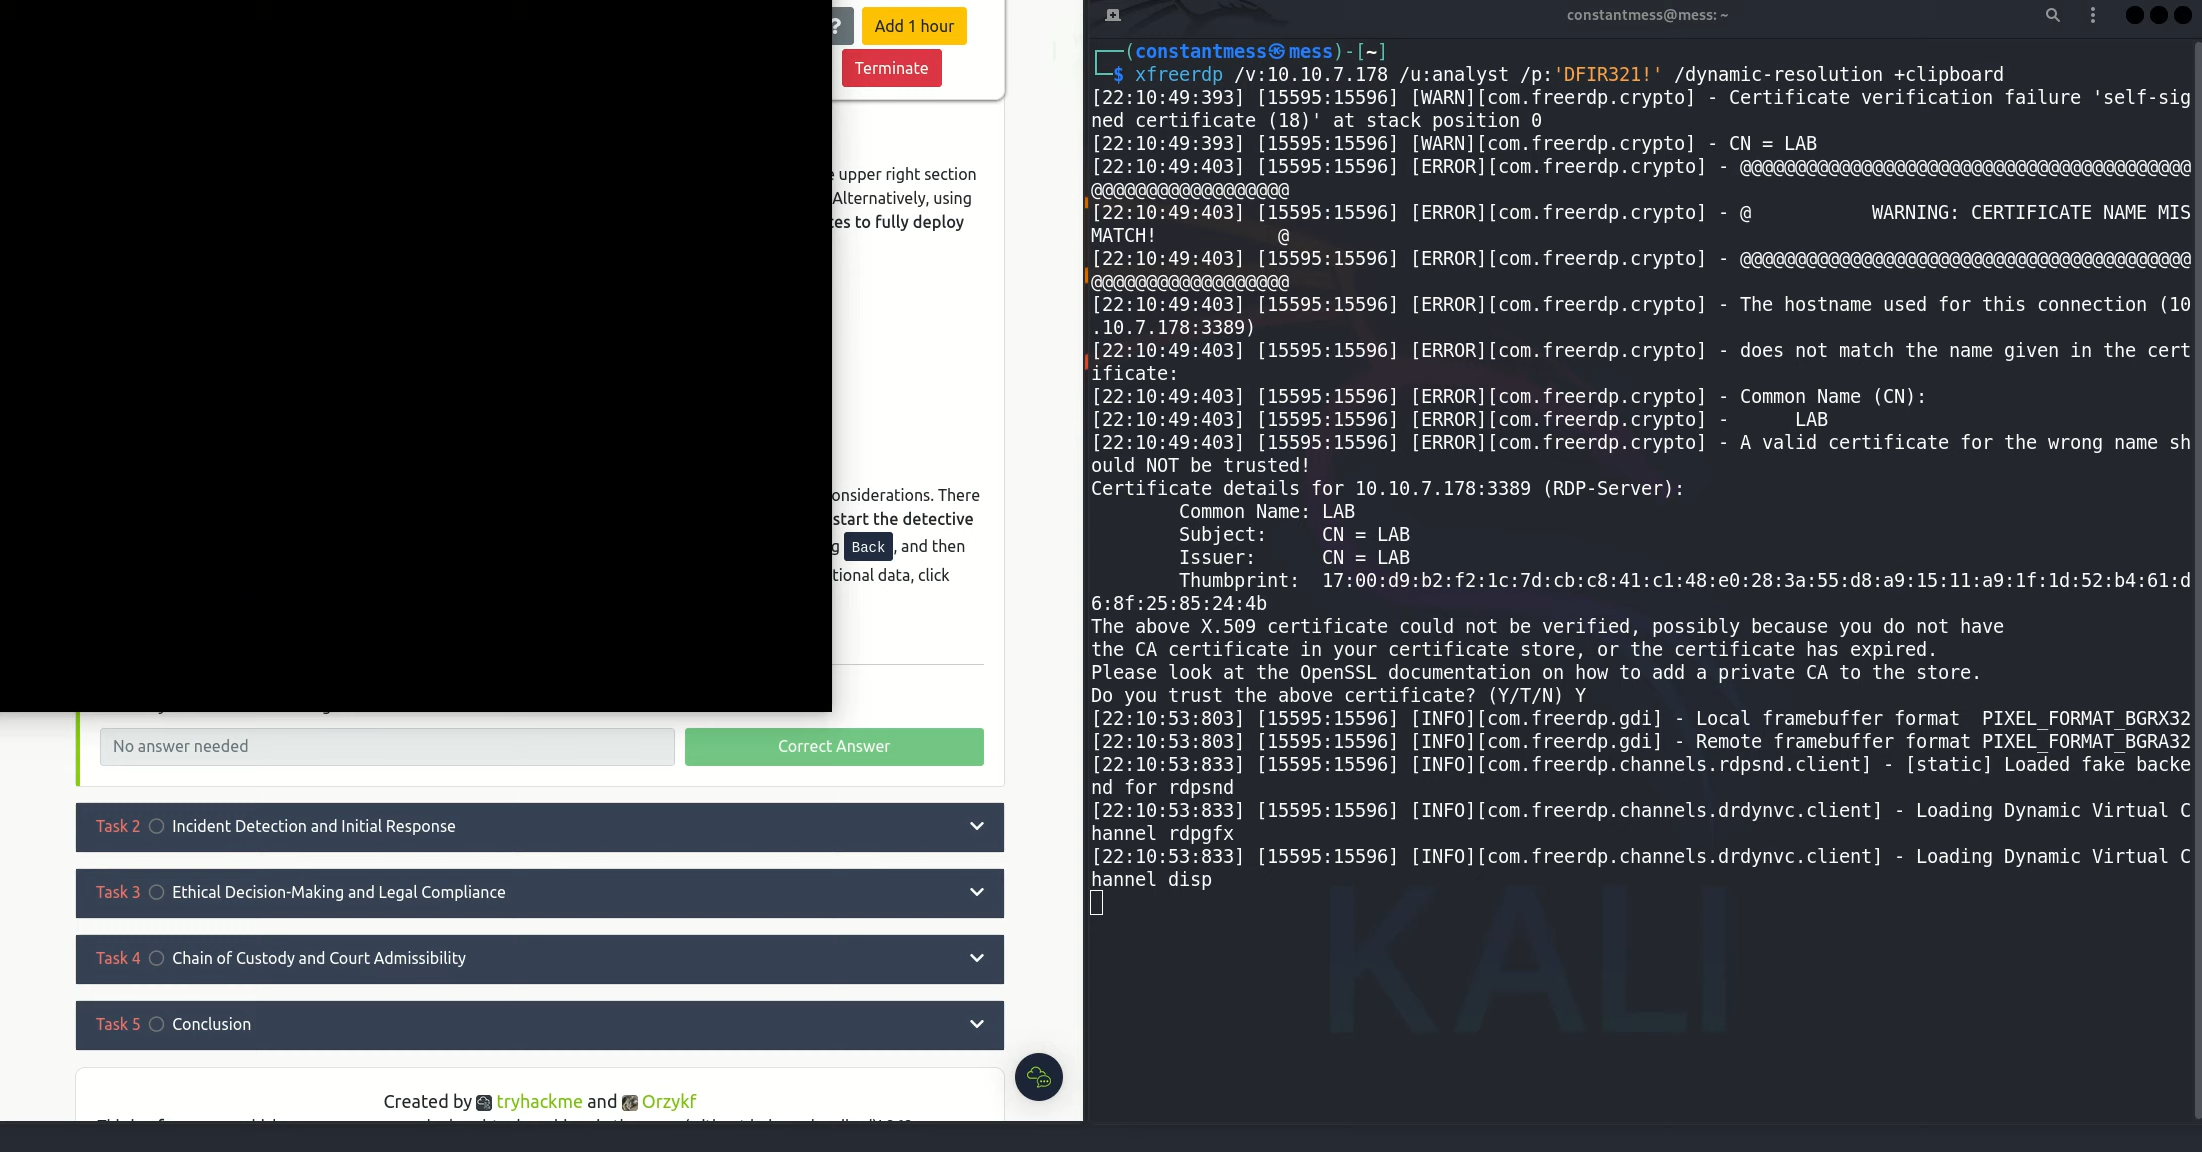 ?
Add 1 hour
Terminate
upper right section
Alternatively, using
es to fully deploy
onsiderations. There
start the detective
g Back, and then
tional data, click
No answer needed
Correct Answer
Task 2 Incident Detection and Initial Response
Task 3 Ethical Decision-Making and Legal Compliance
Task 4 Chain of Custody and Court Admissibility
Task 5 Conclusion
Created by tryhackme and Orzykf
constantmess@mess: ~
(constantmess㉿mess)-[~]
$ xfreerdp /v:10.10.7.178 /u:analyst /p:'DFIR321!' /dynamic-resolution +clipboard
[22:10:49:393] [15595:15596] [WARN][com.freerdp.crypto] - Certificate verification failure 'self-sig
ned certificate (18)' at stack position 0
[22:10:49:393] [15595:15596] [WARN][com.freerdp.crypto] - CN = LAB
[22:10:49:403] [15595:15596] [ERROR][com.freerdp.crypto] - @@@@@@@@@@@@@@@@@@@@@@@@@@@@@@@@@@@@@@@@@
@@@@@@@@@@@@@@@@@@
[22:10:49:403] [15595:15596] [ERROR][com.freerdp.crypto] - @           WARNING: CERTIFICATE NAME MIS
MATCH!           @
[22:10:49:403] [15595:15596] [ERROR][com.freerdp.crypto] - @@@@@@@@@@@@@@@@@@@@@@@@@@@@@@@@@@@@@@@@@
@@@@@@@@@@@@@@@@@@
[22:10:49:403] [15595:15596] [ERROR][com.freerdp.crypto] - The hostname used for this connection (10
.10.7.178:3389)
[22:10:49:403] [15595:15596] [ERROR][com.freerdp.crypto] - does not match the name given in the cert
ificate:
[22:10:49:403] [15595:15596] [ERROR][com.freerdp.crypto] - Common Name (CN):
[22:10:49:403] [15595:15596] [ERROR][com.freerdp.crypto] -      LAB
[22:10:49:403] [15595:15596] [ERROR][com.freerdp.crypto] - A valid certificate for the wrong name sh
ould NOT be trusted!
Certificate details for 10.10.7.178:3389 (RDP-Server):
Common Name: LAB
Subject:     CN = LAB
Issuer:      CN = LAB
Thumbprint:  17:00:d9:b2:f2:1c:7d:cb:c8:41:c1:48:e0:28:3a:55:d8:a9:15:11:a9:1f:1d:52:b4:61:d
6:8f:25:85:24:4b
The above X.509 certificate could not be verified, possibly because you do not have
the CA certificate in your certificate store, or the certificate has expired.
Please look at the OpenSSL documentation on how to add a private CA to the store.
Do you trust the above certificate? (Y/T/N) Y
[22:10:53:803] [15595:15596] [INFO][com.freerdp.gdi] - Local framebuffer format  PIXEL_FORMAT_BGRX32
[22:10:53:803] [15595:15596] [INFO][com.freerdp.gdi] - Remote framebuffer format PIXEL_FORMAT_BGRA32
[22:10:53:833] [15595:15596] [INFO][com.freerdp.channels.rdpsnd.client] - [static] Loaded fake backe
nd for rdpsnd
[22:10:53:833] [15595:15596] [INFO][com.freerdp.channels.drdynvc.client] - Loading Dynamic Virtual C
hannel rdpgfx
[22:10:53:833] [15595:15596] [INFO][com.freerdp.channels.drdynvc.client] - Loading Dynamic Virtual C
hannel disp
KALI